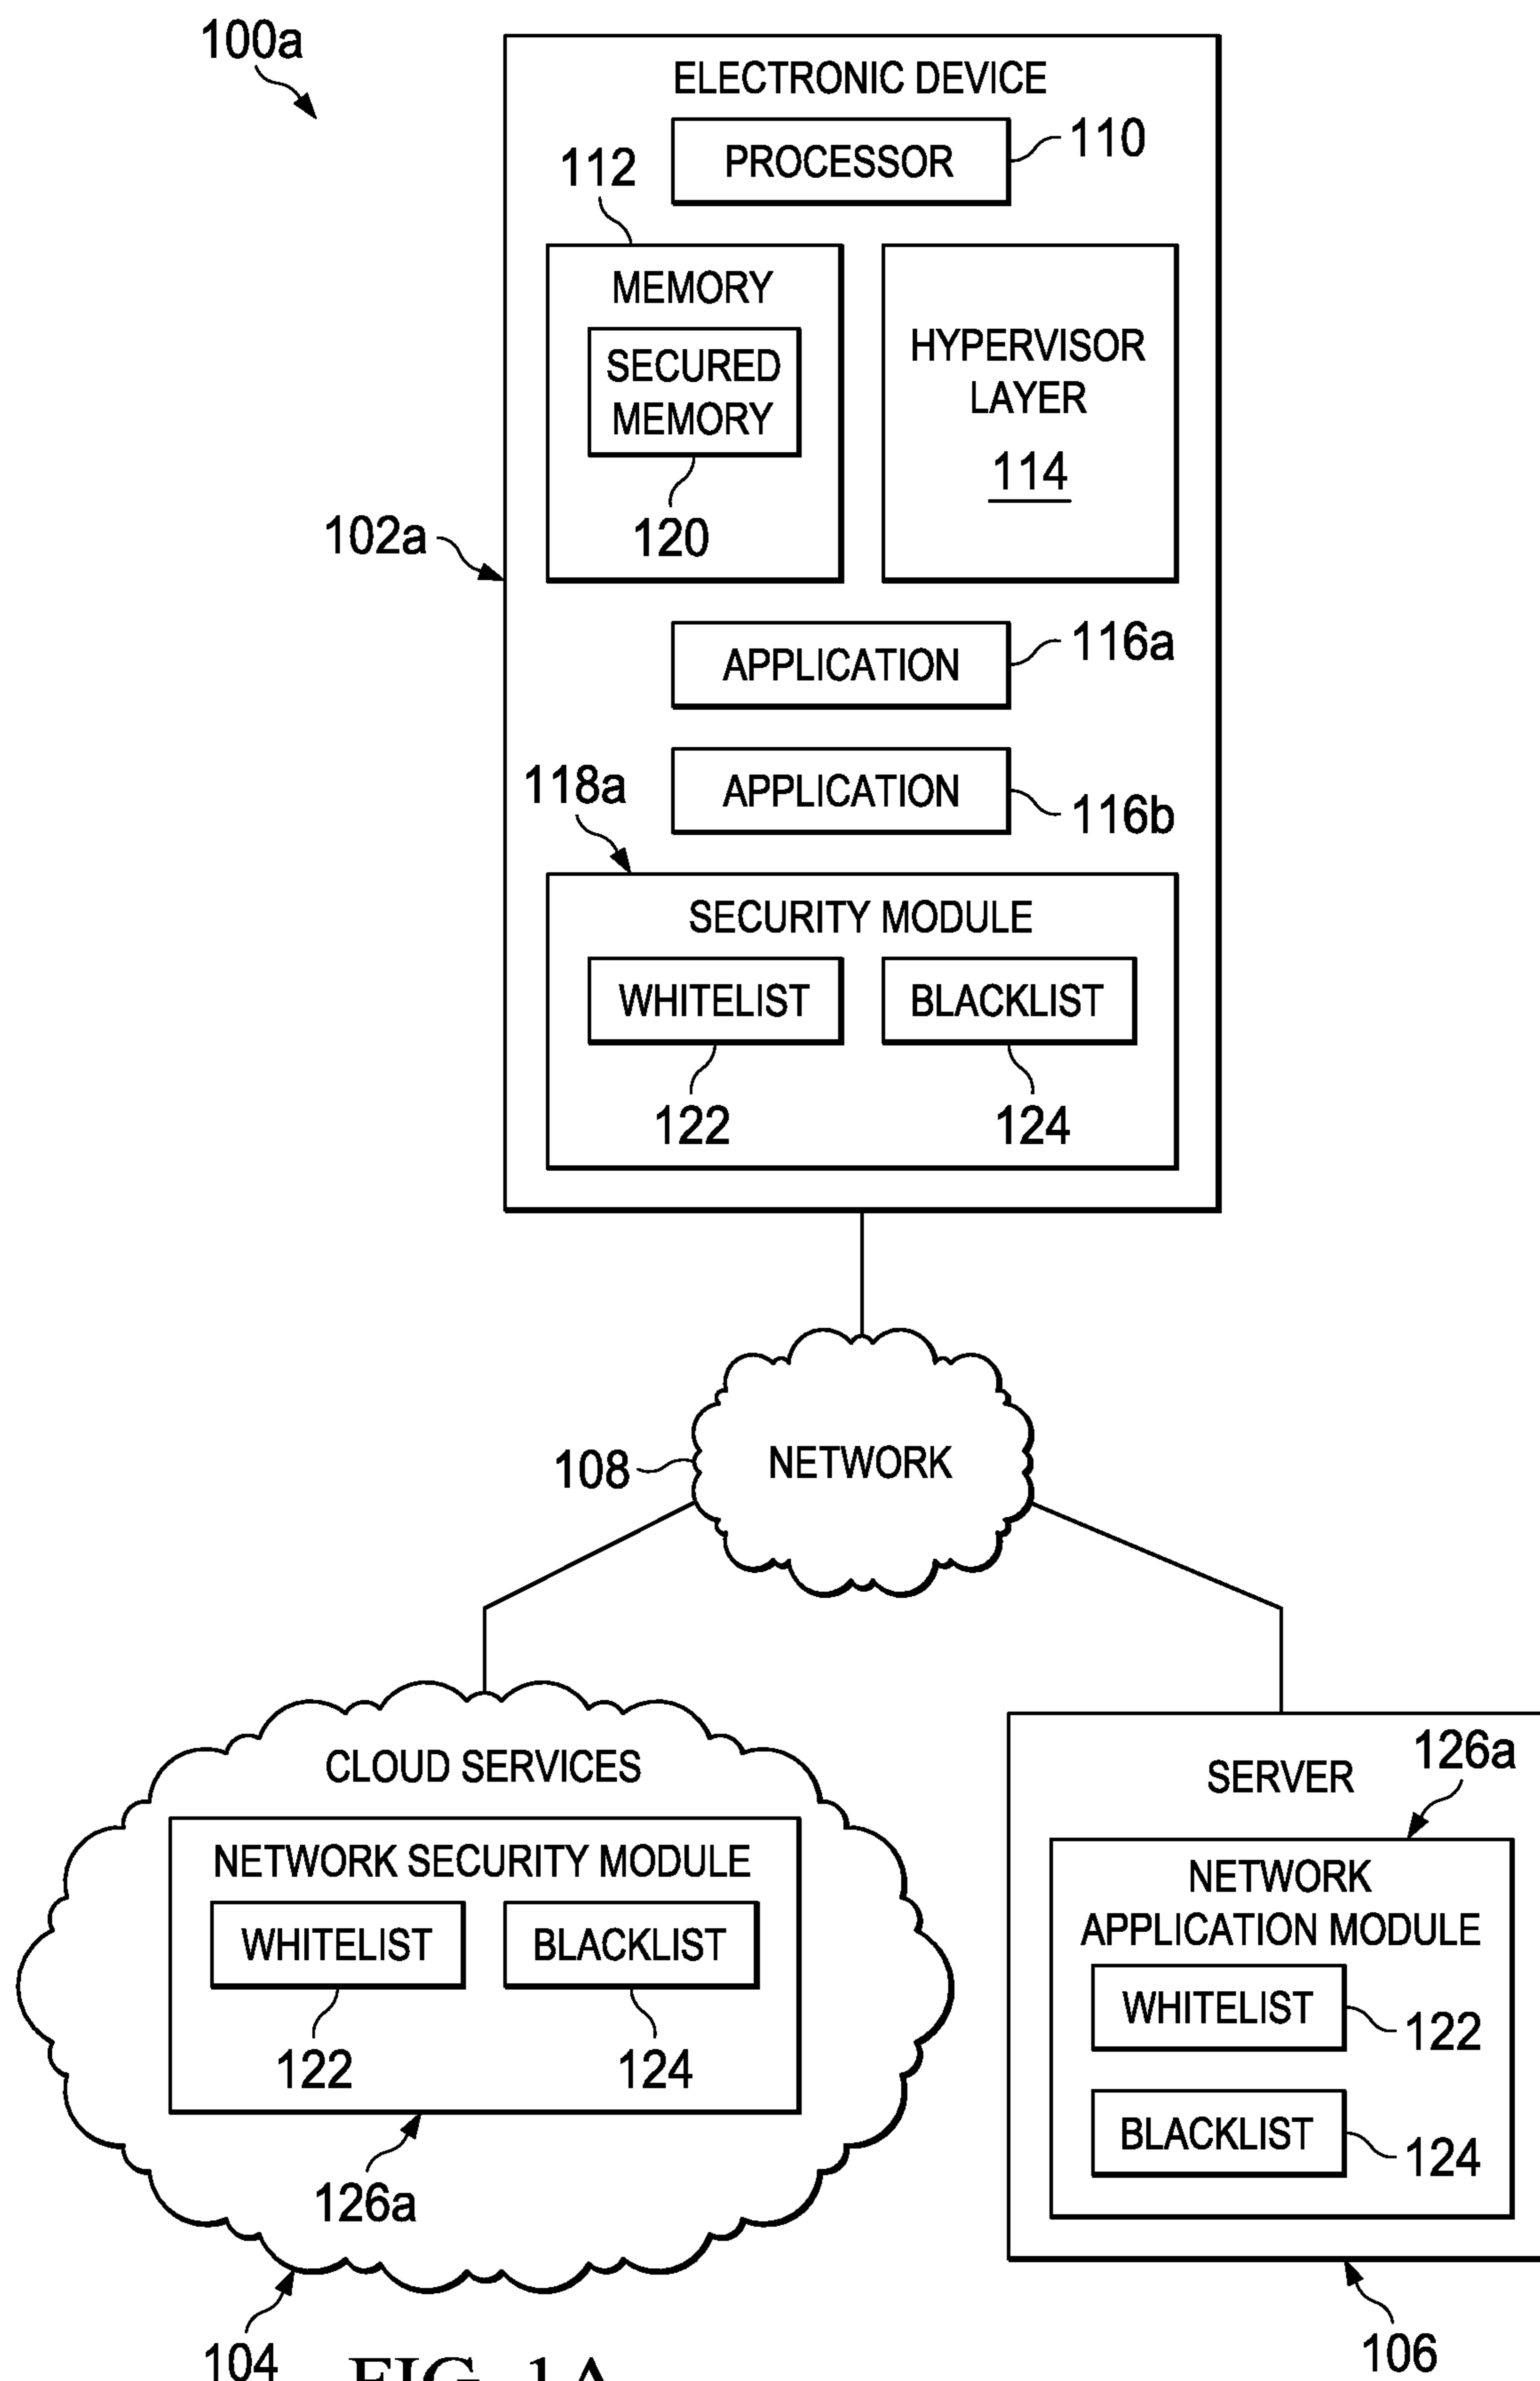 100a
ELECTRONIC DEVICE
PROCESSOR
110
112
MEMORY
SECURED
MEMORY
120
HYPERVISOR
LAYER
114
102a
APPLICATION
116a
APPLICATION
116b
118a
SECURITY MODULE
WHITELIST
BLACKLIST
122
124
108
NETWORK
CLOUD SERVICES
NETWORK SECURITY MODULE
WHITELIST
BLACKLIST
122
124
126a
104
SERVER
126a
NETWORK
APPLICATION MODULE
WHITELIST
122
BLACKLIST
124
106
FIG. 1A